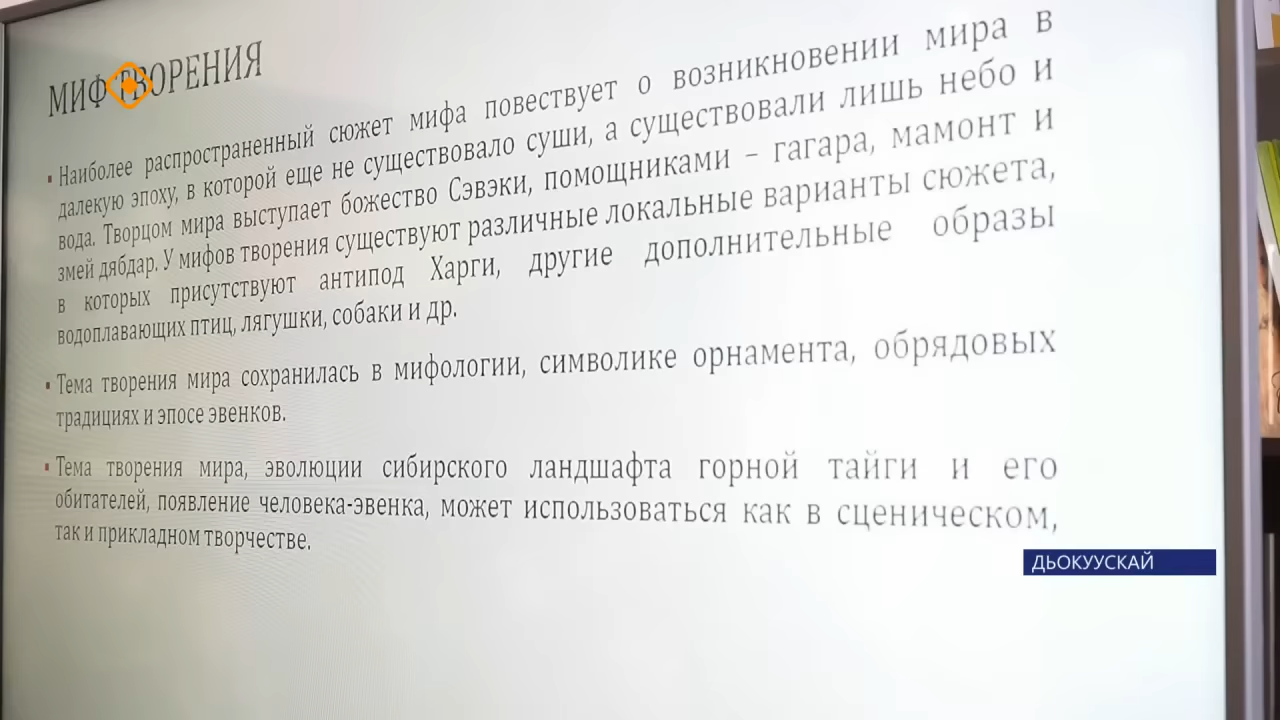 МИФ ТВОРЕНИЯ
Наиболее распространенный сюжет мифа повествует о возникновении мира в
далекую эпоху, в которой еще не существовало суши, а существовали лишь небо и
вода. Творцом мира выступает божество Сэвэки, помощниками – гагара, мамонт и
змей дябдар. У мифов творения существуют различные локальные варианты сюжета,
в которых присутствуют антипод Харги, другие дополнительные образы
водоплавающих птиц, лягушки, собаки и др.
Тема творения мира сохранилась в мифологии, символике орнамента, обрядовых
традициях и эпосе эвенков.
Тема творения мира, эволюции сибирского ландшафта горной тайги и его
обитателей, появление человека-эвенка, может использоваться как в сценическом,
так и прикладном творчестве.
ДЬОКУУСКАЙ